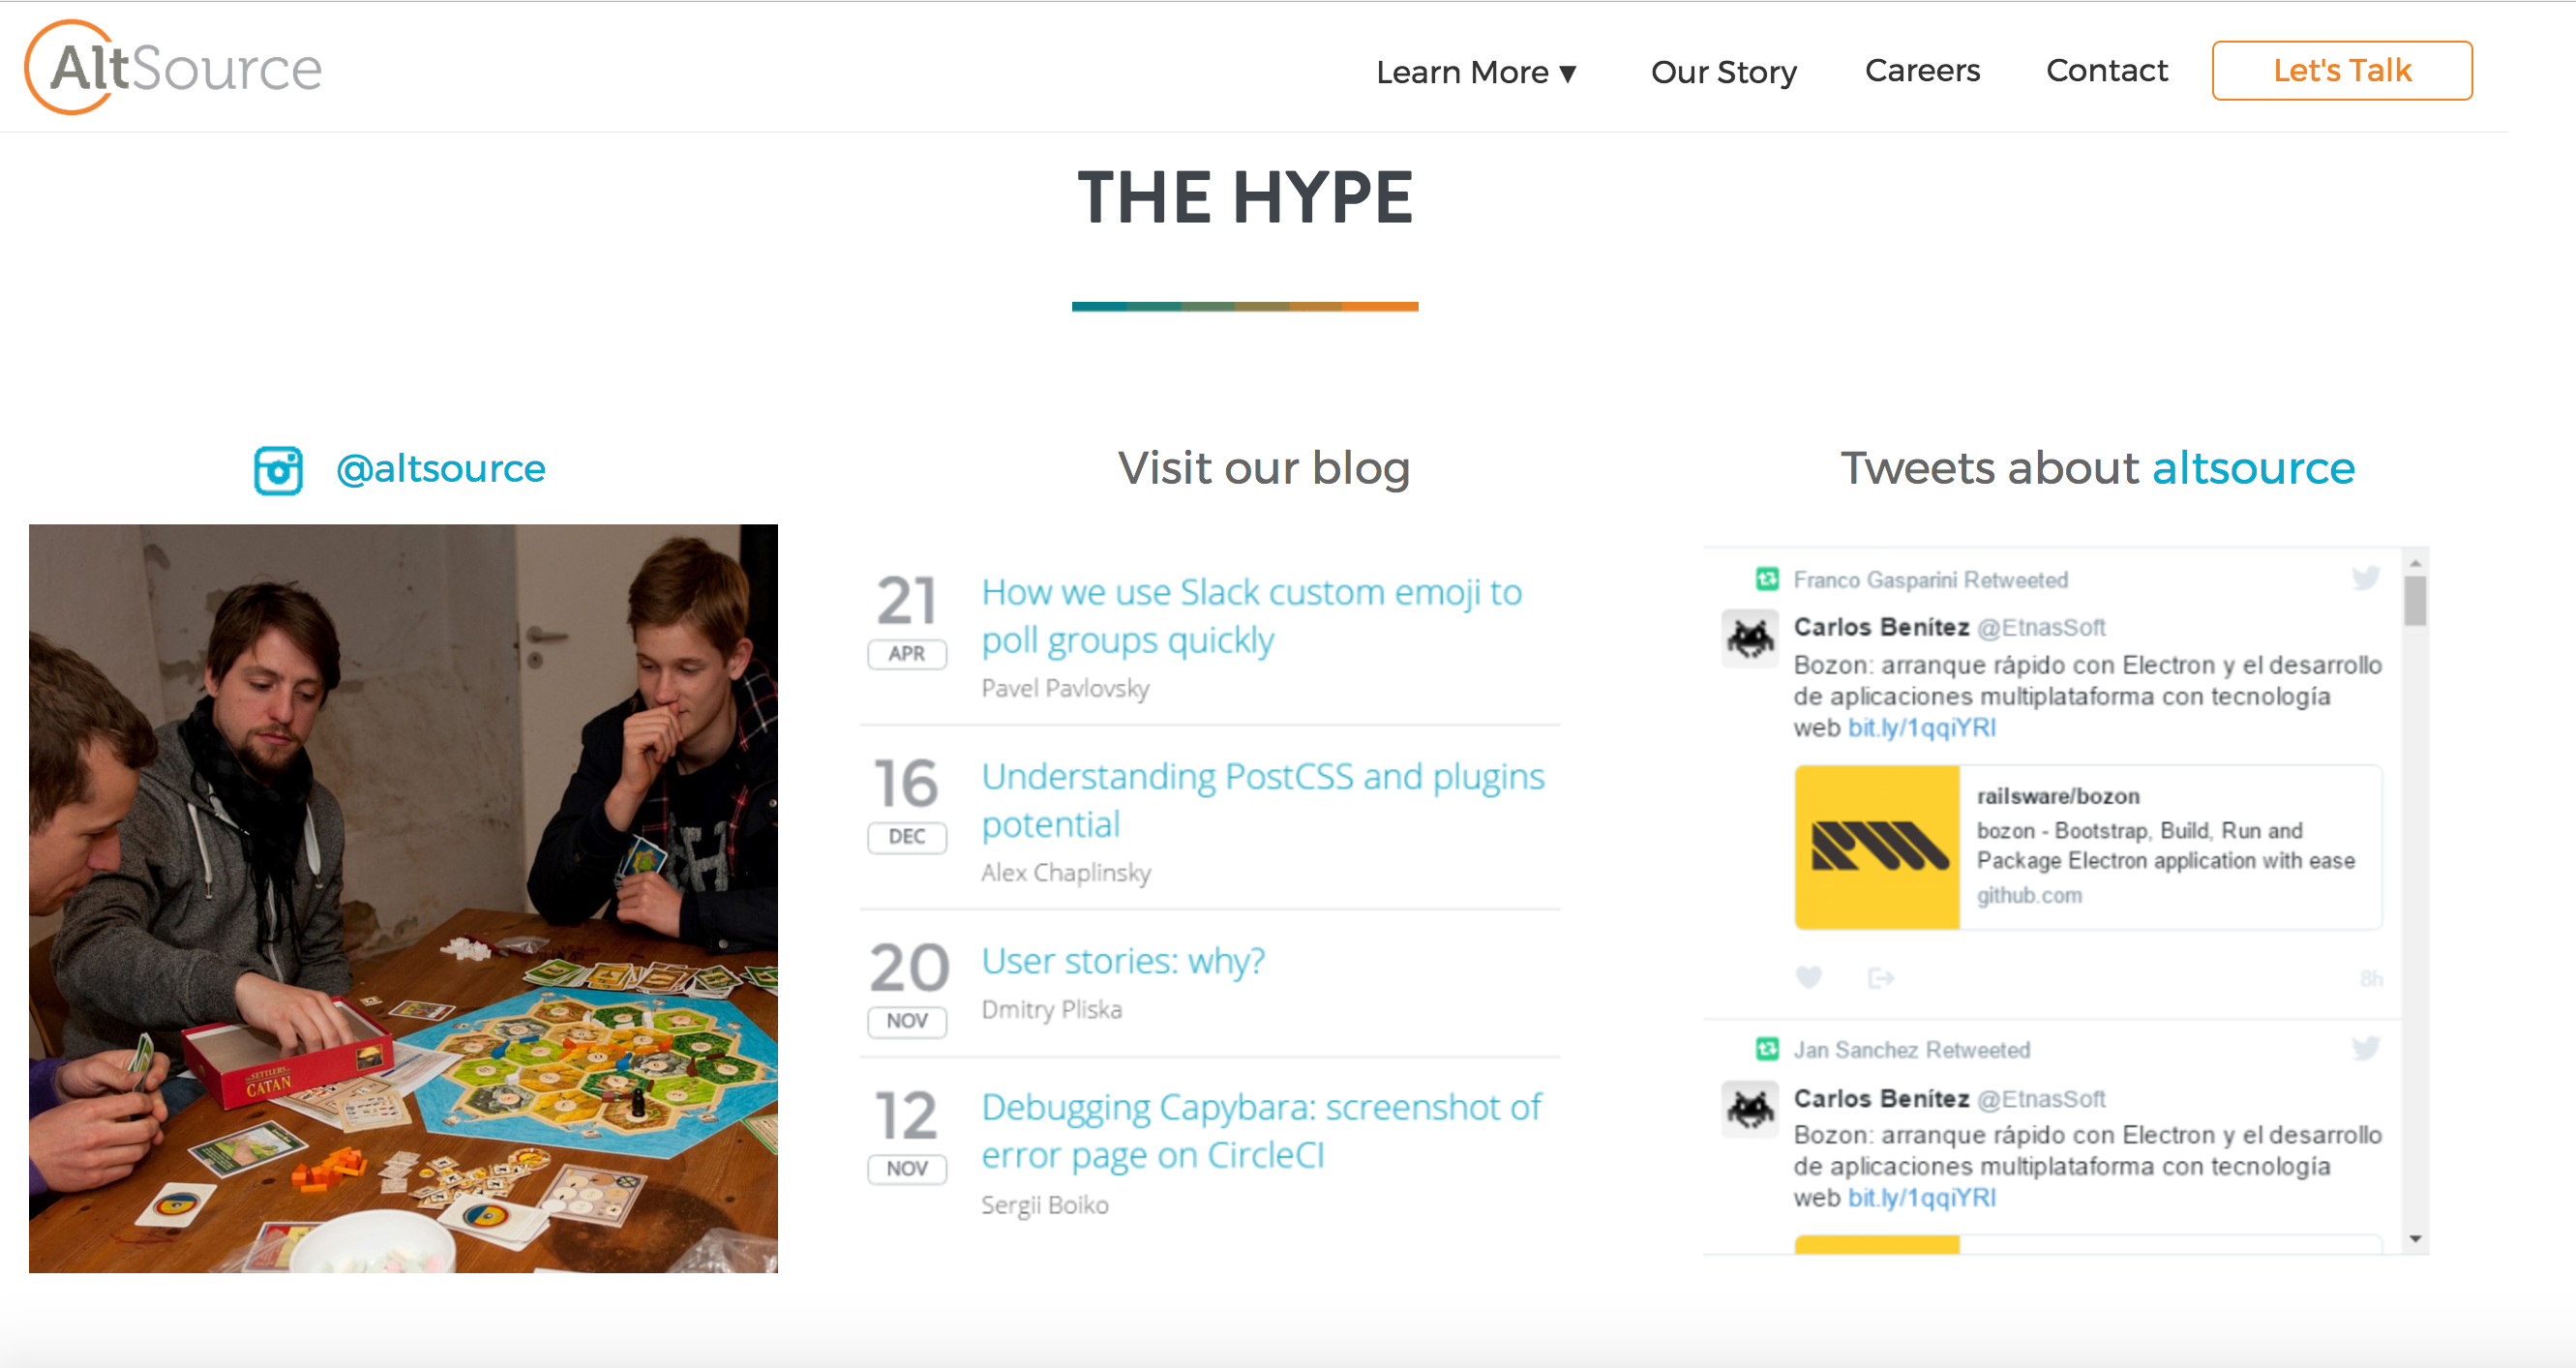 AltSource
Learn More ▼
Our Story
Careers
Contact
Let's Talk
THE HYPE
@altsource
SETTLERS
CATAN
Visit our blog
21
APR
How we use Slack custom emoji to
poll groups quickly
Pavel Pavlovsky
16
DEC
Understanding PostCSS and plugins
potential
Alex Chaplinsky
20
NOV
User stories: why?
Dmitry Pliska
12
NOV
Debugging Capybara: screenshot of
error page on CircleCI
Sergii Boiko
Tweets about altsource
Franco Gasparini Retweeted
Carlos Benítez @EtnasSoft
Bozon: arranque rápido con Electron y el desarrollo
de aplicaciones multiplataforma con tecnología
web bit.ly/1qqiYRI
railsware/bozon
bozon - Bootstrap, Build, Run and
Package Electron application with ease
github.com
8h
Jan Sanchez Retweeted
Carlos Benítez @EtnasSoft
Bozon: arranque rápido con Electron y el desarrollo
de aplicaciones multiplataforma con tecnología
web bit.ly/1qqiYRI